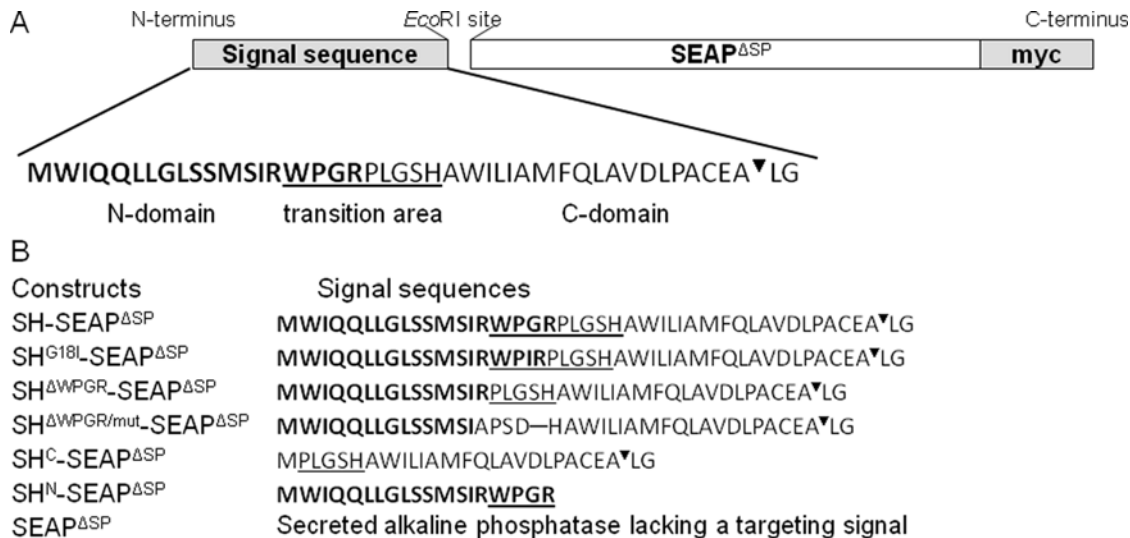 A
N-terminus EcoRI site C-terminus
Signal sequence SEAPΔSP myc
MWIQQLLGLSSMSIRWPGRPLGSHAWILIAMFQLAVDLPACEA▼LG
N-domain transition area C-domain
B
Constructs Signal sequences
SH-SEAPΔSP MWIQQLLGLSSMSIRWPGRPLGSHAWILIAMFQLAVDLPACEA▼LG
SHG18I-SEAPΔSP MWIQQLLGLSSMSIRWPIRPLGSHAWILIAMFQLAVDLPACEA▼LG
SHΔWPGR-SEAPΔSP MWIQQLLGLSSMSIRPLGSHAWILIAMFQLAVDLPACEA▼LG
SHΔWPGR/mut-SEAPΔSP MWIQQLLGLSSMSIAPSD—HAWILIAMFQLAVDLPACEA▼LG
SHC-SEAPΔSP MPLGSHAWILIAMFQLAVDLPACEA▼LG
SHN-SEAPΔSP MWIQQLLGLSSMSIRWPGR
SEAPΔSP Secreted alkaline phosphatase lacking a targeting signal